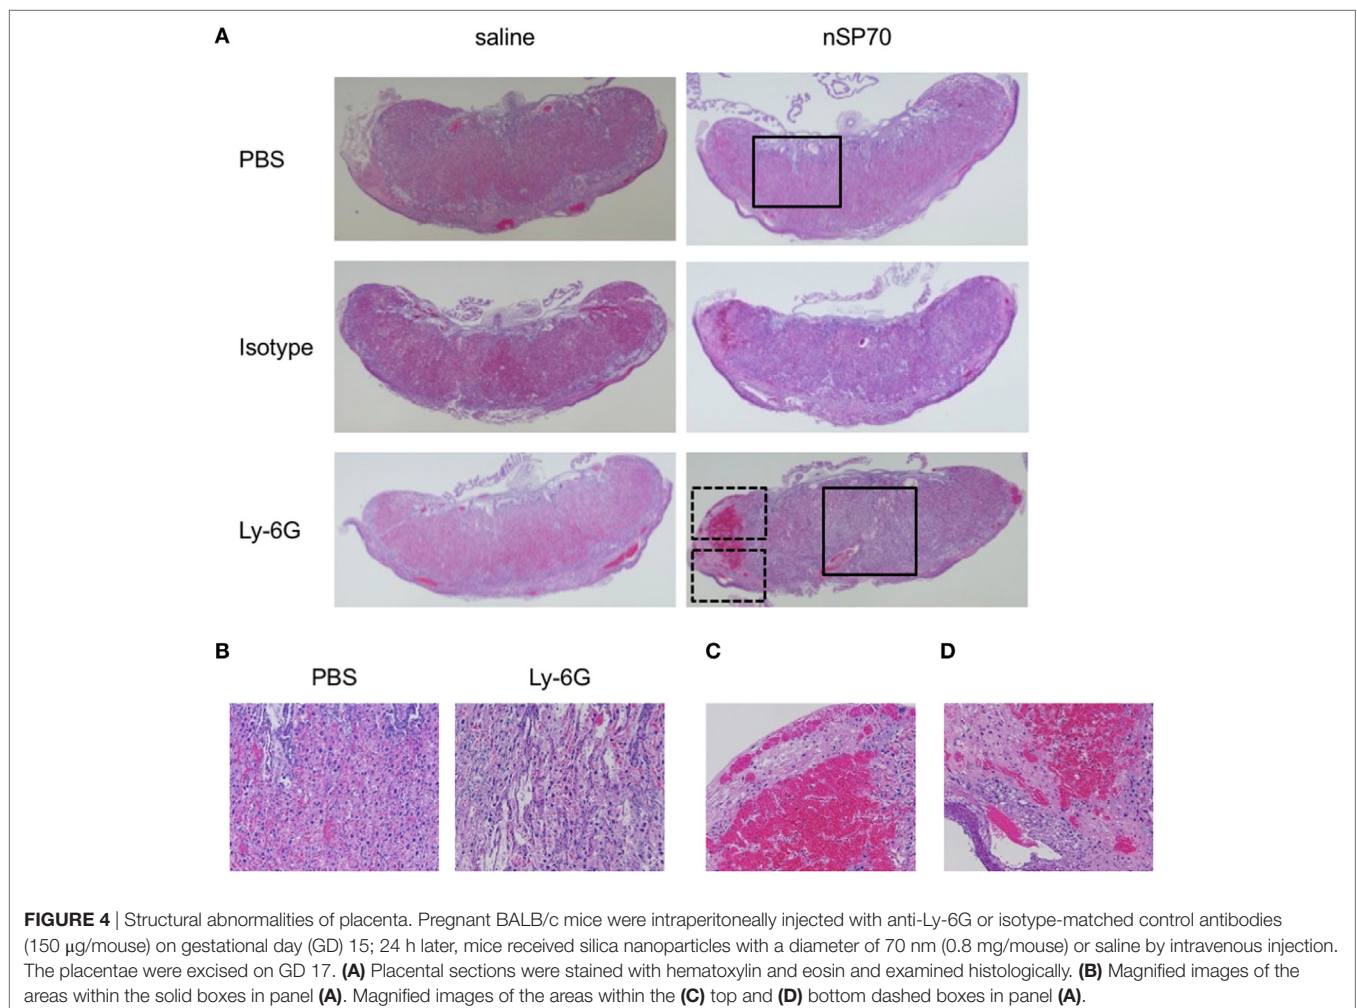 A
saline nSP70
PBS
Isotype
Ly-6G
B C D
PBS Ly-6G
FIGURE 4 | Structural abnormalities of placenta. Pregnant BALB/c mice were intraperitoneally injected with anti-Ly-6G or isotype-matched control antibodies
(150 μg/mouse) on gestational day (GD) 15; 24 h later, mice received silica nanoparticles with a diameter of 70 nm (0.8 mg/mouse) or saline by intravenous injection.
The placentae were excised on GD 17. (A) Placental sections were stained with hematoxylin and eosin and examined histologically. (B) Magnified images of the
areas within the solid boxes in panel (A). Magnified images of the areas within the (C) top and (D) bottom dashed boxes in panel (A).